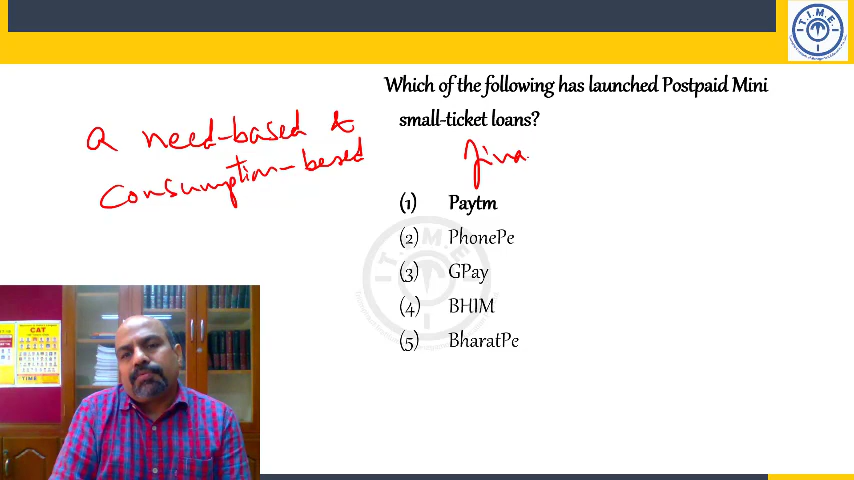 T.I.M.E.
Which of the following has launched Postpaid Mini
small-ticket loans?
a need-based &
Consumption-based
(1) Paytm
(2) PhonePe
(3) GPay
(4) BHIM
(5) BharatPe
CAT
TIME